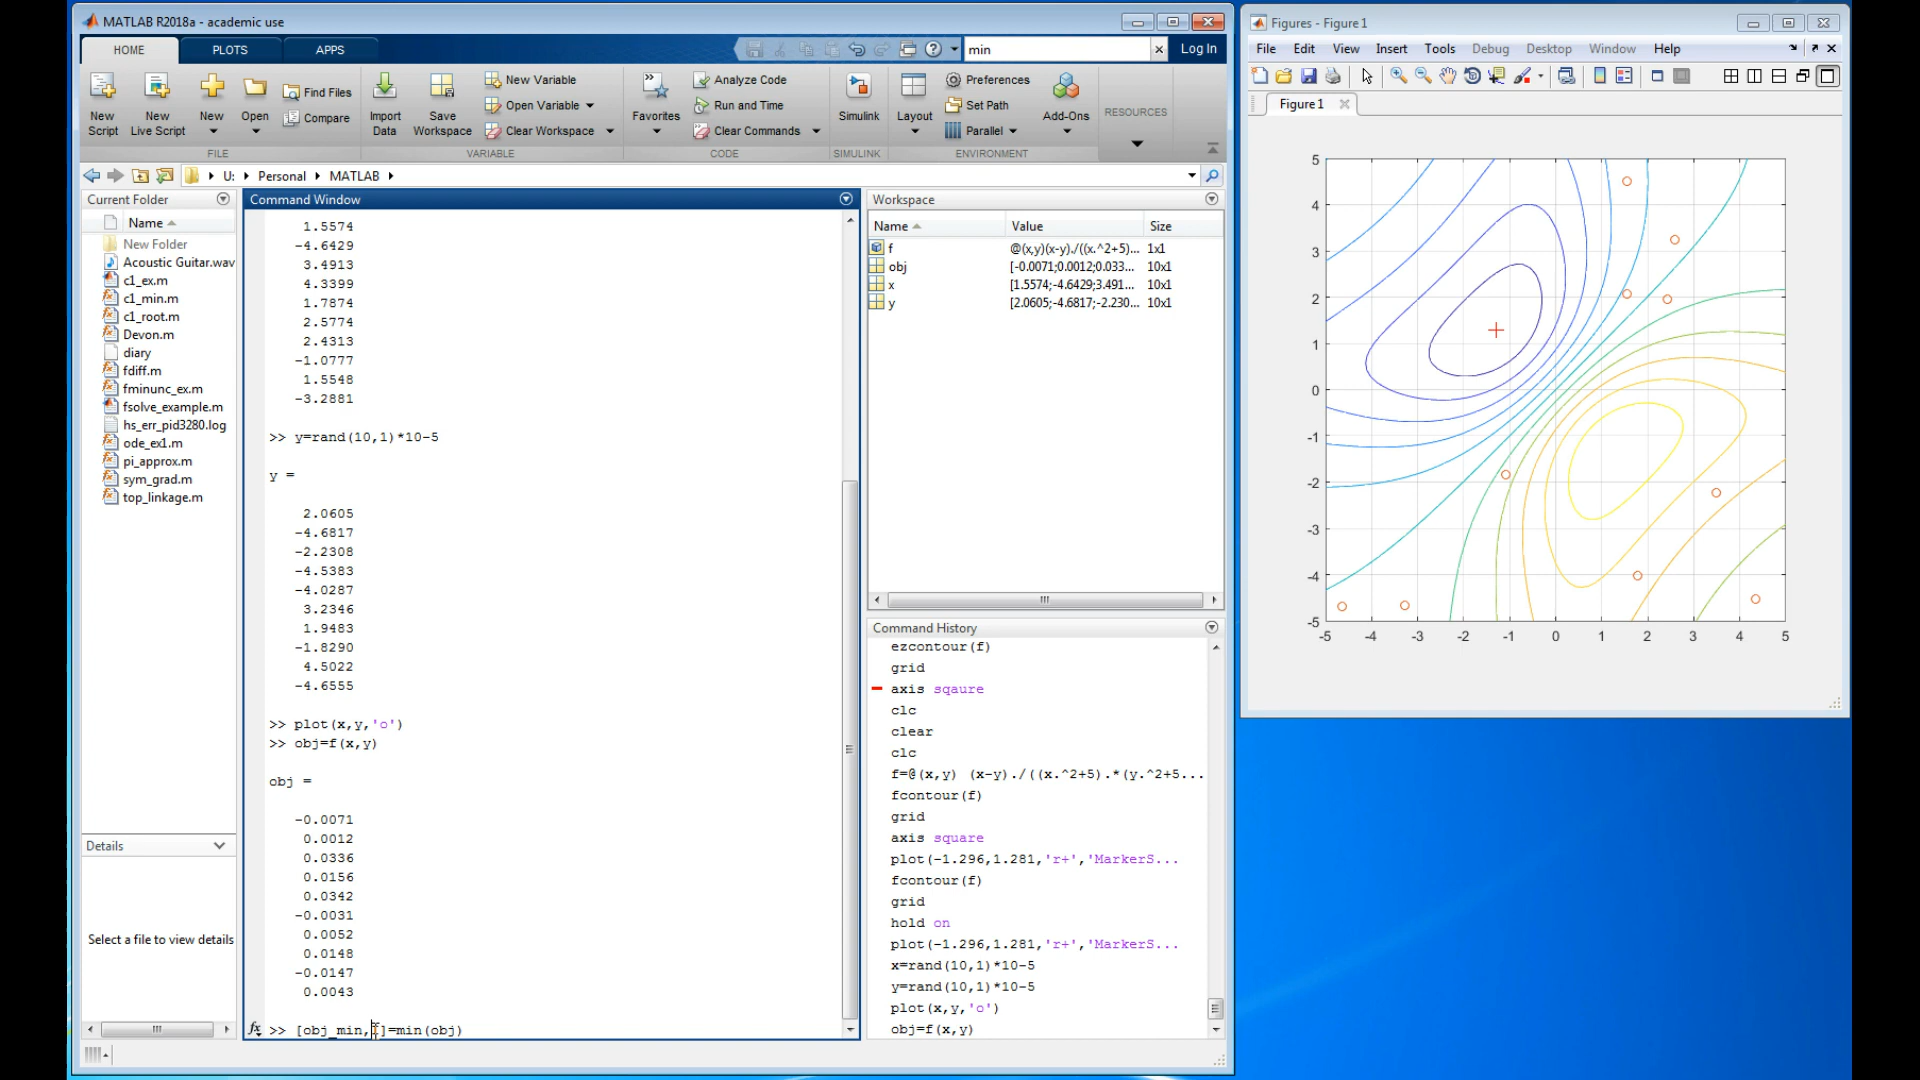 MATLAB R2018a - academic use
HOME
PLOTS
APPS
min
Log In
New
Script
New
Live Script
New
Open
Find Files
Compare
Import
Data
Save
Workspace
New Variable
Open Variable
Clear Workspace
Favorites
Analyze Code
Run and Time
Clear Commands
Simulink
Layout
Preferences
Set Path
Parallel
Add-Ons
RESOURCES
FILE
VARIABLE
CODE
SIMULINK
ENVIRONMENT
U:
Personal
MATLAB
Current Folder
Name
New Folder
Acoustic Guitar.wav
c1_ex.m
c1_min.m
c1_root.m
Devon.m
diary
fdiff.m
fminunc_ex.m
fsolve_example.m
hs_err_pid3280.log
ode_ex1.m
pi_approx.m
sym_grad.m
top_linkage.m
Details
Select a file to view details
Command Window
1.5574
-4.6429
3.4913
4.3399
1.7874
2.5774
2.4313
-1.0777
1.5548
-3.2881
>> y=rand(10,1)*10-5
y =
2.0605
-4.6817
-2.2308
-4.5383
-4.0287
3.2346
1.9483
-1.8290
4.5022
-4.6555
>> plot(x,y,'o')
>> obj=f(x,y)
obj =
-0.0071
0.0012
0.0336
0.0156
0.0342
-0.0031
0.0052
0.0148
-0.0147
0.0043
fx >> [obj_min,]=min(obj)
Workspace
Name Value Size
f @(x,y)(x-y)./((x.^2+5)... 1x1
obj [-0.0071;0.0012;0.033... 10x1
x [1.5574;-4.6429;3.491... 10x1
y [2.0605;-4.6817;-2.230... 10x1
Command History
ezcontour(f)
grid
axis sqaure
clc
clear
clc
f=@(x,y) (x-y)./((x.^2+5).*(y.^2+5...
fcontour(f)
grid
axis square
plot(-1.296,1.281,'r+','MarkerS...
fcontour(f)
grid
hold on
plot(-1.296,1.281,'r+','MarkerS...
x=rand(10,1)*10-5
y=rand(10,1)*10-5
plot(x,y,'o')
obj=f(x,y)
Figures - Figure 1
File Edit View Insert Tools Debug Desktop Window Help
Figure 1
5
4
3
2
1
0
-1
-2
-3
-4
-5
-5 -4 -3 -2 -1 0 1 2 3 4 5